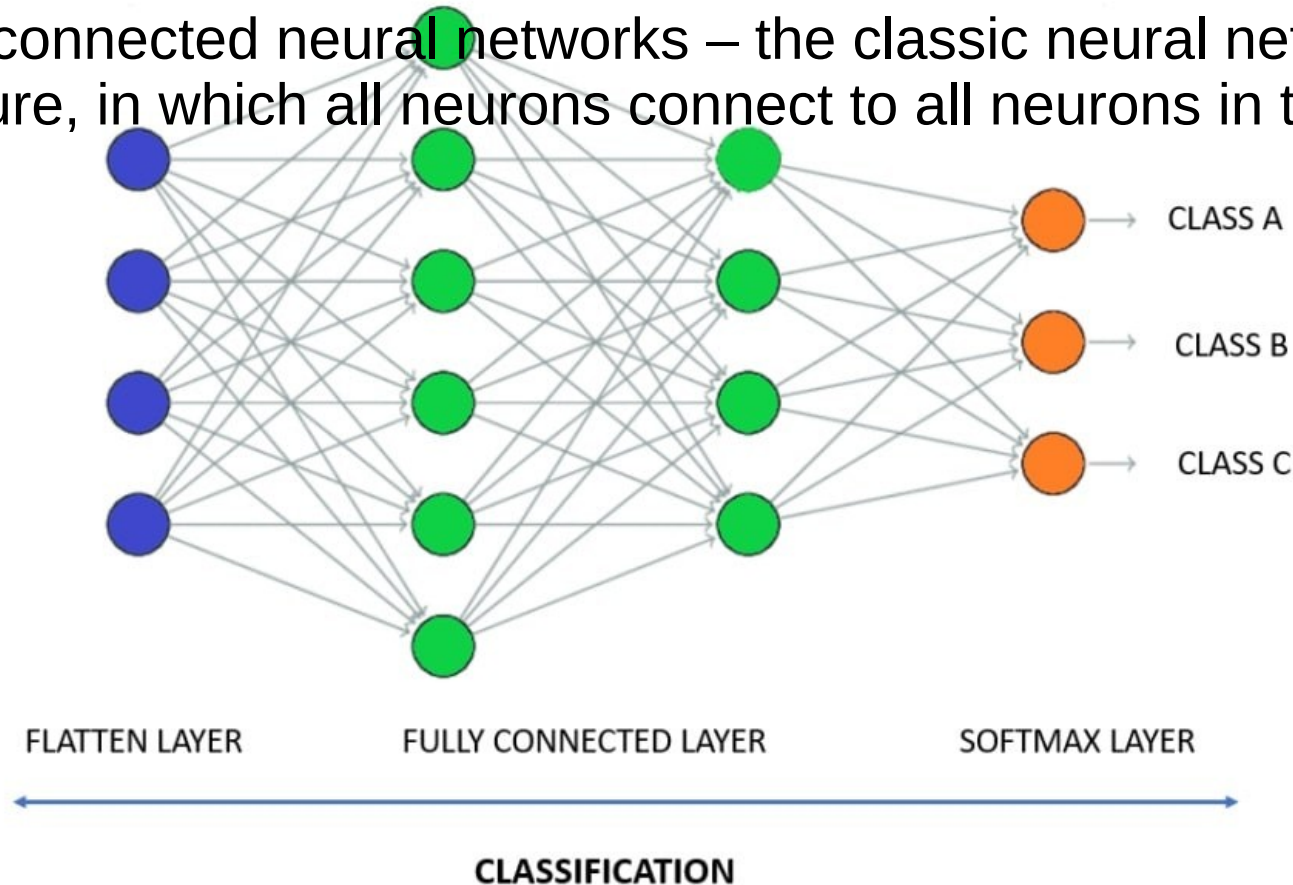 connected neural networks – the classic neural net
ure, in which all neurons connect to all neurons in t
CLASS A
CLASS B
CLASS C
FLATTEN LAYER FULLY CONNECTED LAYER SOFTMAX LAYER
CLASSIFICATION